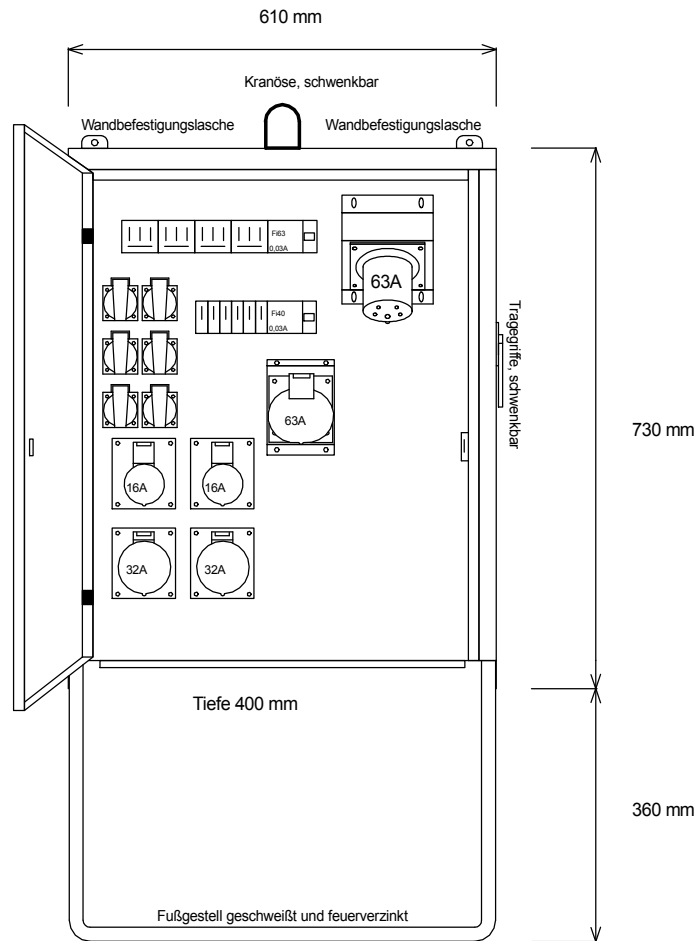 610 mm
Kranöse, schwenkbar
Wandbefestigungslasche
Wandbefestigungslasche
Fi63
0,03A
63A
Fi40
0,03A
Tragegriffe, schwenkbar
63A
730 mm
16A
16A
32A
32A
Tiefe 400 mm
360 mm
Fußgestell geschweißt und feuerverzinkt